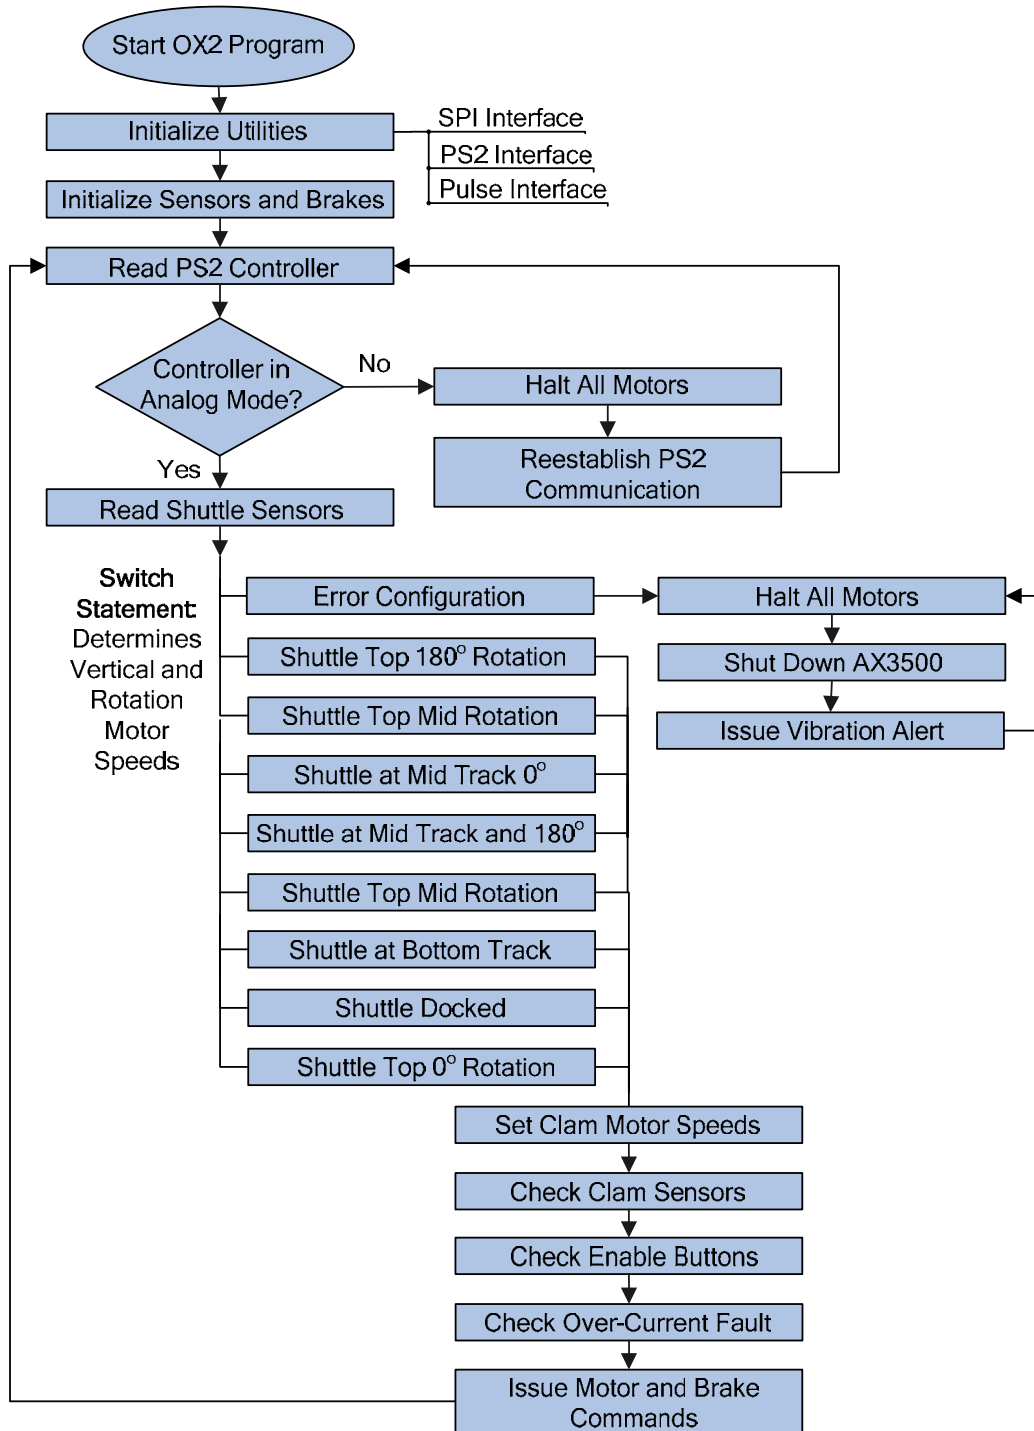 Start OX2 Program
Initialize Utilities
SPI Interface
PS2 Interface
Pulse Interface
Initialize Sensors and Brakes
Read PS2 Controller
Controller in
Analog Mode?
No
Halt All Motors
Reestablish PS2
Communication
Yes
Read Shuttle Sensors
Switch
Statement:
Determines
Vertical and
Rotation
Motor
Speeds
Error Configuration
Halt All Motors
Shut Down AX3500
Issue Vibration Alert
Shuttle Top 180° Rotation
Shuttle Top Mid Rotation
Shuttle at Mid Track 0°
Shuttle at Mid Track and 180°
Shuttle Top Mid Rotation
Shuttle at Bottom Track
Shuttle Docked
Shuttle Top 0° Rotation
Set Clam Motor Speeds
Check Clam Sensors
Check Enable Buttons
Check Over-Current Fault
Issue Motor and Brake
Commands